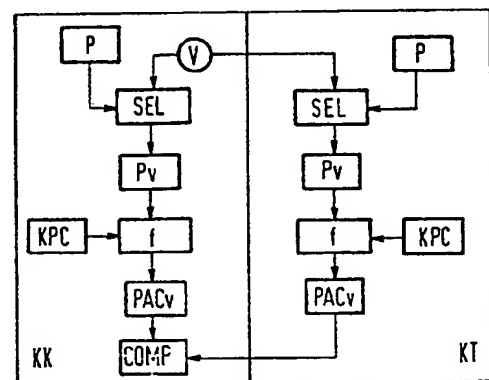 P V P
SEL SEL
Pv Pv
KPC f f KPC
PACv PACv
KK COMP KT